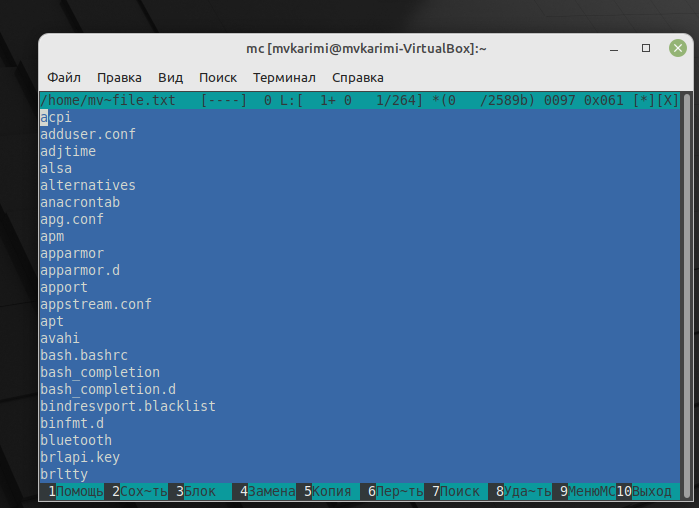 mc [mvkarimi@mvkarimi-VirtualBox]:~
Файл Правка Вид Поиск Терминал Справка
/home/mv~file.txt [----] 0 L:[ 1+ 0 1/264] *(0 /2589b) 0097 0x061 [*][X]
acpi
adduser.conf
adjtime
alsa
alternatives
anacrontab
apg.conf
apm
apparmor
apparmor.d
apport
appstream.conf
apt
avahi
bash.bashrc
bash_completion
bash_completion.d
bindresvport.blacklist
binfmt.d
bluetooth
brlapi.key
brltty
1Помощь 2Сох~ть 3Блок 4Замена 5Копия 6Пер~ть 7Поиск 8Уда~ть 9МенюMC 10Выход